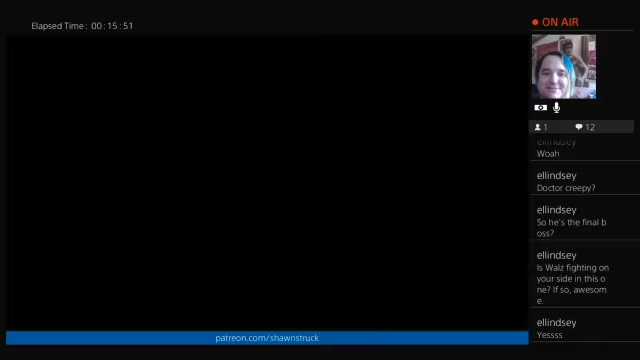 Elapsed Time : 00 : 15 : 51
ON AIR
1 12
ellindsey
Woah
ellindsey
Doctor creepy?
ellindsey
So he's the final b
oss?
ellindsey
Is Walz fighting on
your side in this o
ne? If so, awesom
e.
ellindsey
Yessss
patreon.com/shawnstruck